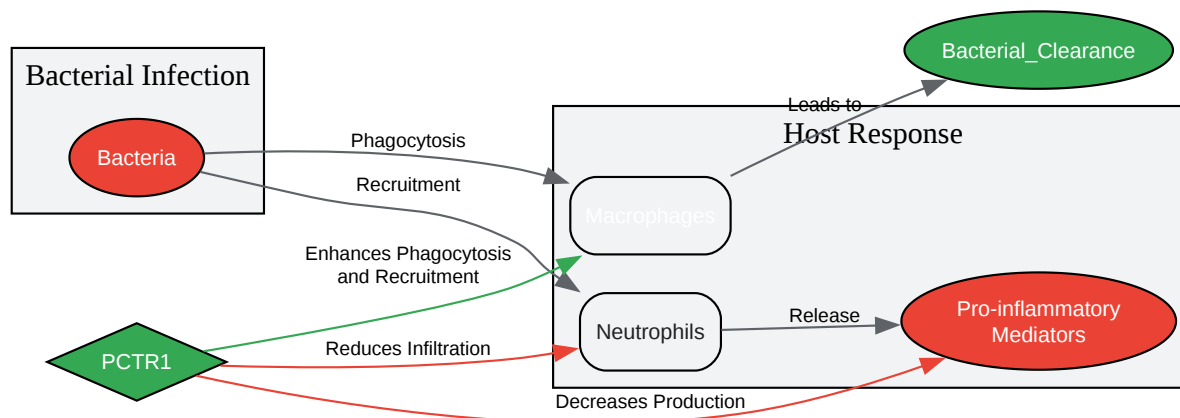 Bacterial_Clearance
Bacterial Infection
Leads to
Host Response
Phagocytosis
Bacteria
Recruitment
Macrophages
Enhances Phagocytosis
and Recruitment
Pro-inflammatory
Mediators
Release
Neutrophils
Reduces Infiltration
PCTR1
Decreases Production